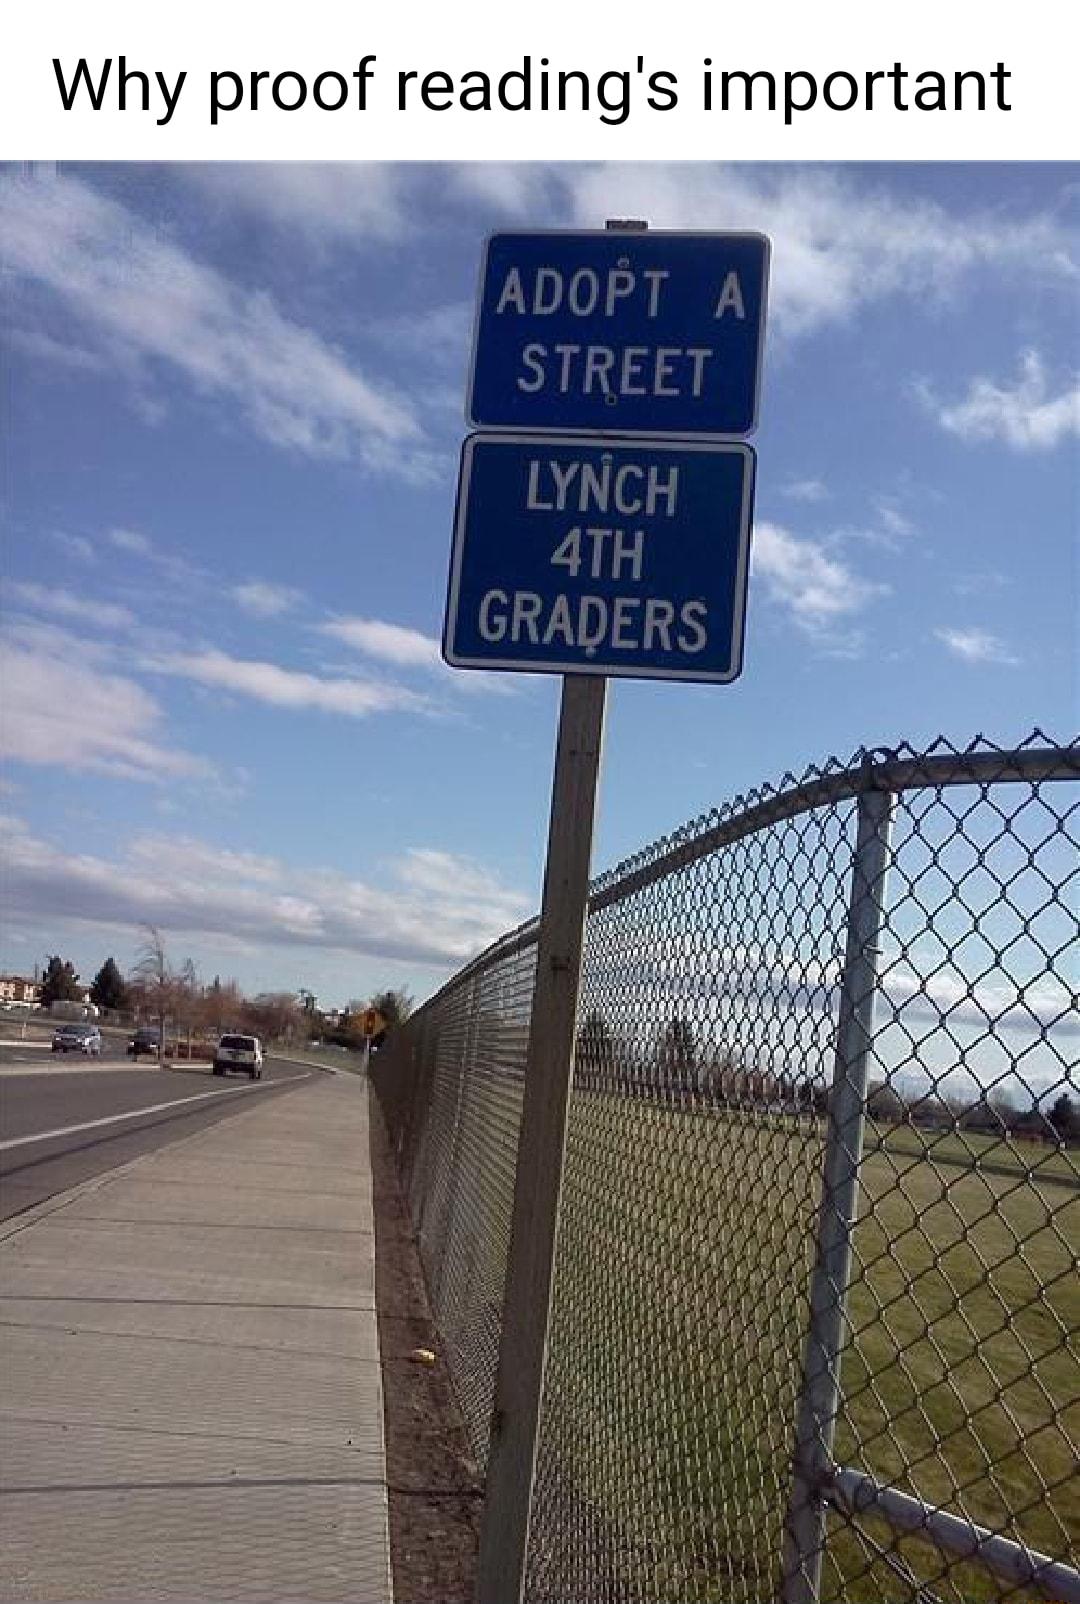 Why proof reading's important
ADOPT A
STREET
LYNCH
4TH
GRADERS